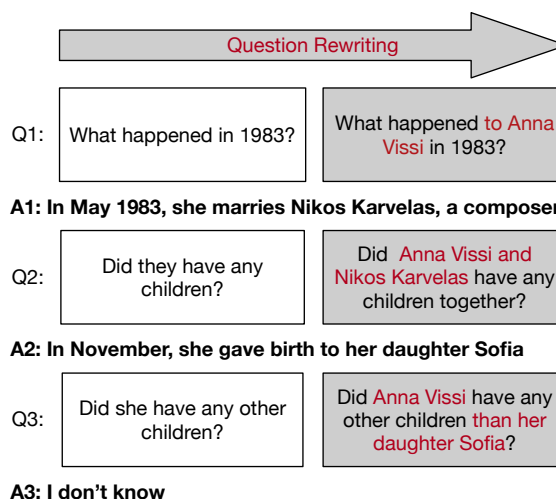 Question Rewriting
Q1:
What happened in 1983?
What happened to Anna
Vissi in 1983?
A1: In May 1983, she marries Nikos Karvelas, a composer
Q2:
Did they have any
children?
Did Anna Vissi and
Nikos Karvelas have any
children together?
A2: In November, she gave birth to her daughter Sofia
Q3:
Did she have any other
children?
Did Anna Vissi have any
other children than her
daughter Sofia?
A3: I don't know